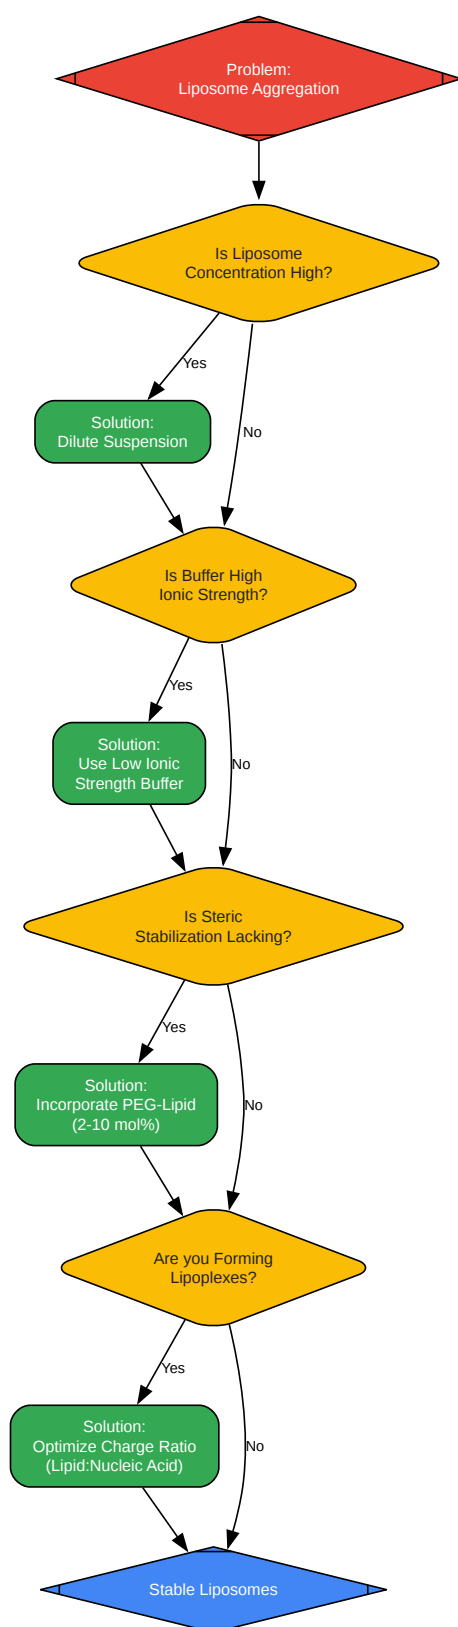 Problem:
Liposome Aggregation
Is Liposome
Concentration High?
Yes
Solution:
Dilute Suspension
No
Is Buffer High
Ionic Strength?
Yes
Solution:
Use Low Ionic
Strength Buffer
No
Is Steric
Stabilization Lacking?
Yes
Solution:
Incorporate PEG-Lipid
(2-10 mol%)
No
Are you Forming
Lipoplexes?
Yes
Solution:
Optimize Charge Ratio
(Lipid:Nucleic Acid)
No
Stable Liposomes